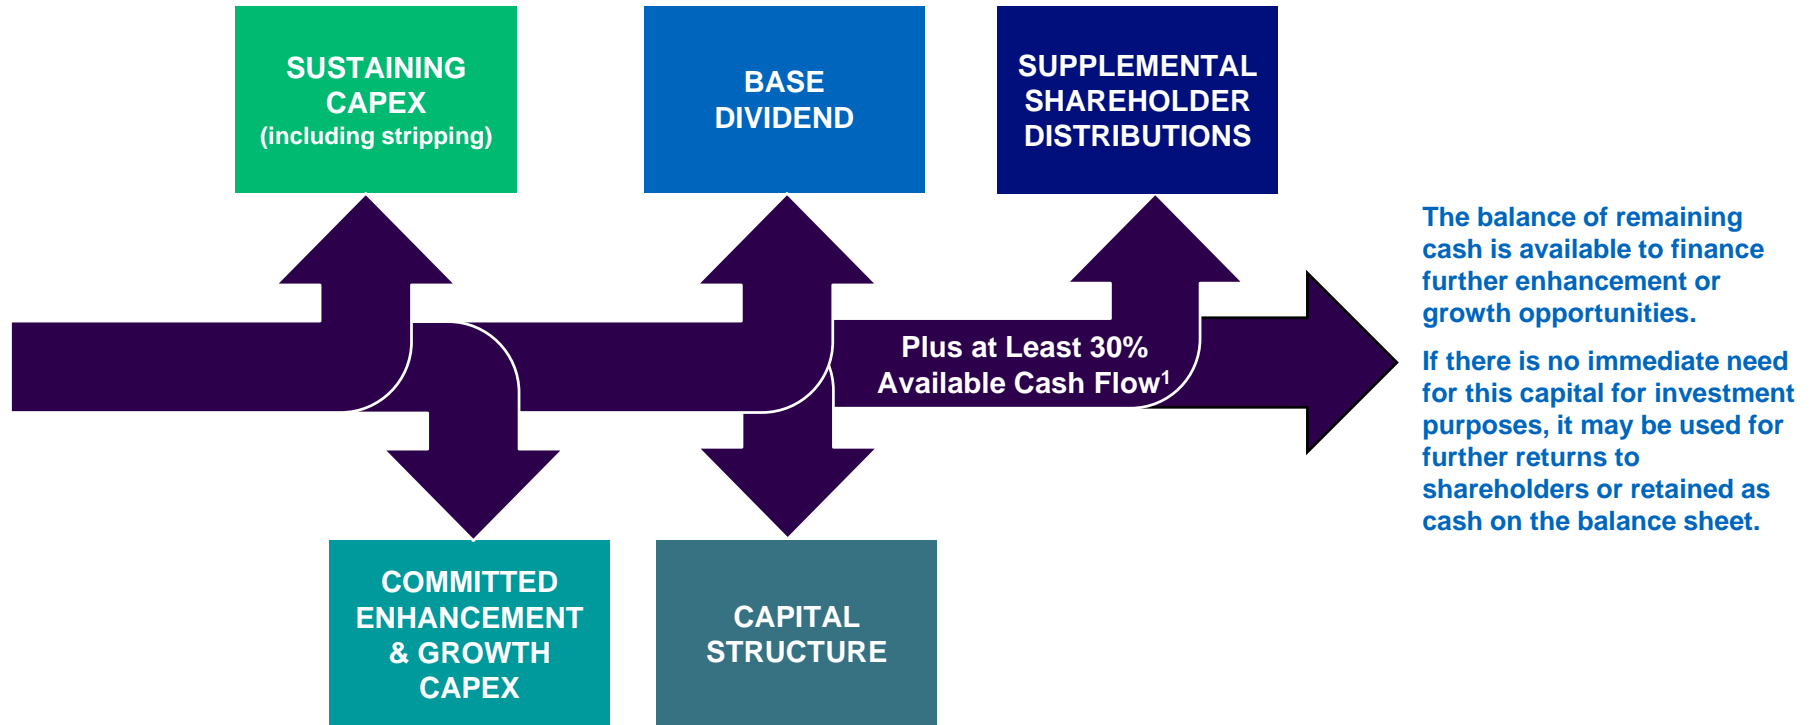 SUSTAINING
CAPEX
(including stripping)
BASE
DIVIDEND
SUPPLEMENTAL
SHAREHOLDER
DISTRIBUTIONS
Plus at Least 30%
Available Cash Flow¹
COMMITTED
ENHANCEMENT
& GROWTH
CAPEX
CAPITAL
STRUCTURE
The balance of remaining
cash is available to finance
further enhancement or
growth opportunities.
If there is no immediate need
for this capital for investment
purposes, it may be used for
further returns to
shareholders or retained as
cash on the balance sheet.